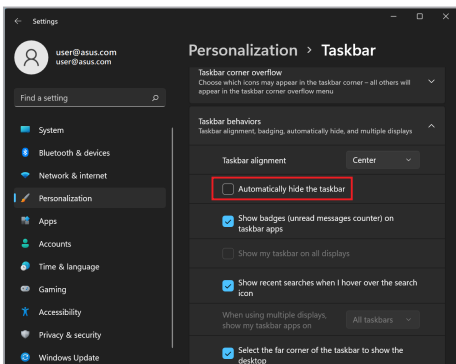 Settings
user@asus.com
user@asus.com
Find a setting
System
Bluetooth & devices
Network & internet
Personalization
Apps
Accounts
Time & language
Gaming
Accessibility
Privacy & security
Windows Update
Personalization > Taskbar
Taskbar corner overflow
Choose which icons may appear in the taskbar corner – all others will
appear in the taskbar corner overflow menu
Taskbar behaviors
Taskbar alignment, badging, automatically hide, and multiple displays
Taskbar alignment
Center
Automatically hide the taskbar
Show badges (unread messages counter) on
taskbar apps
Show my taskbar on all displays
Show recent searches when I hover over the search
icon
When using multiple displays,
show my taskbar apps on
All taskbars
Select the far corner of the taskbar to show the
desktop